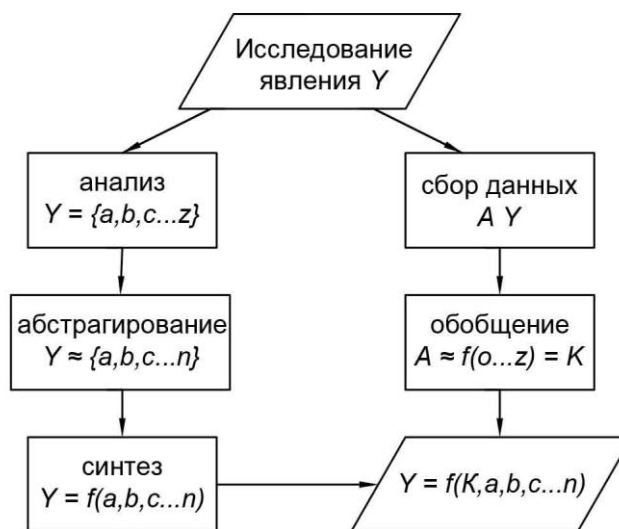 Исследование
явления Y
анализ
Y = {a,b,c...z}
сбор данных
A Y
абстрагирование
Y ≈ {a,b,c...n}
обобщение
A ≈ f(o...z) = K
синтез
Y = f(a,b,c...n)
Y = f(K,a,b,c...n)